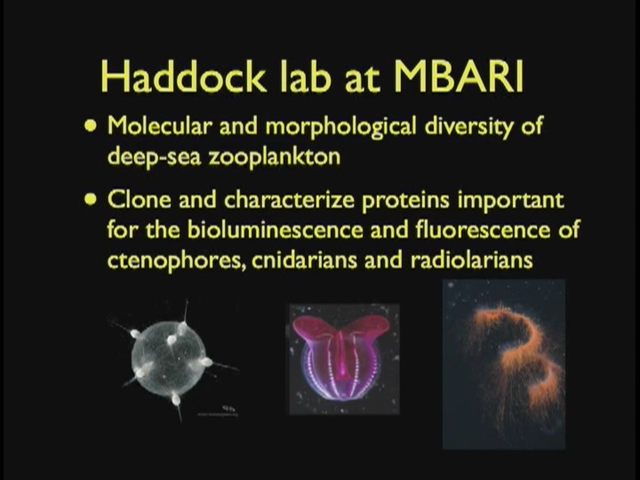 Haddock lab at MBARI
• Molecular and morphological diversity of
deep-sea zooplankton
• Clone and characterize proteins important
for the bioluminescence and fluorescence of
ctenophores, cnidarians and radiolarians